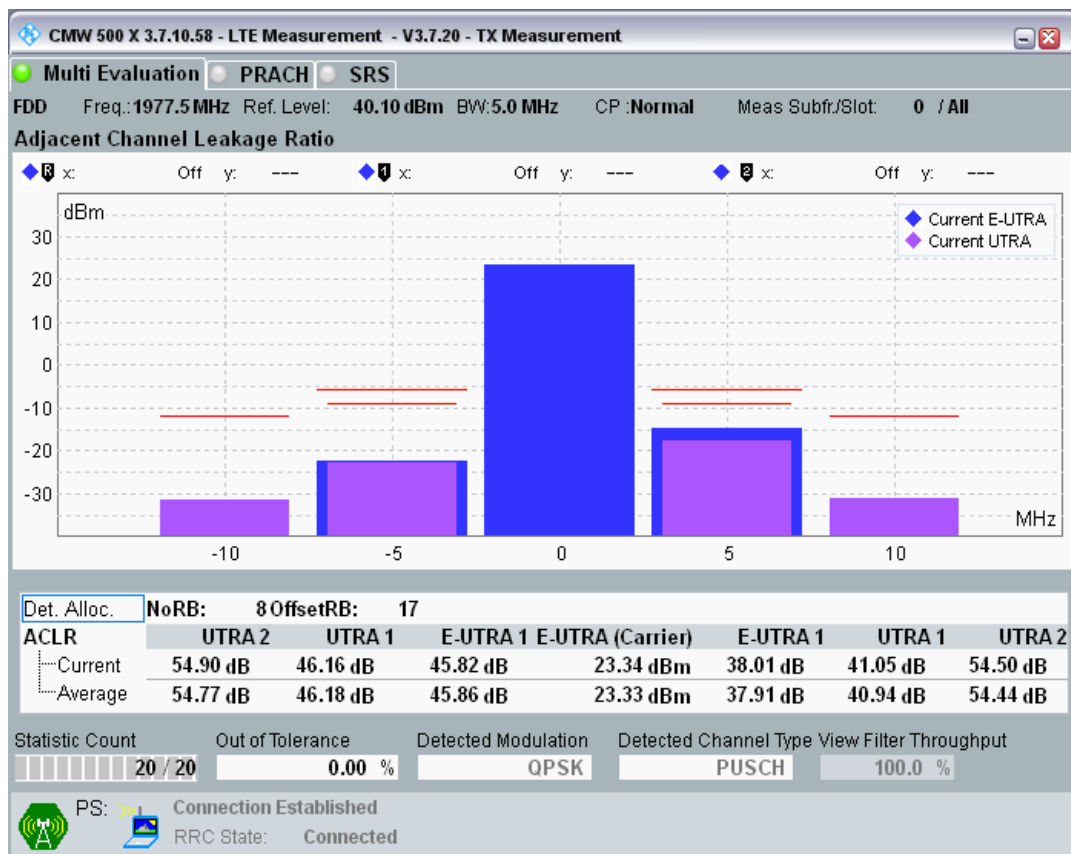 CMW 500 X 3.7.10.58 - LTE Measurement - V3.7.20 - TX Measurement
Multi Evaluation PRACH SRS
FDD Freq.:1977.5 MHz Ref. Level: 40.10 dBm BW:5.0 MHz CP :Normal Meas Subfr./Slot: 0 / All
Adjacent Channel Leakage Ratio
R x: Off y: --- 1 x: Off y: --- 2 x: Off y: ---
dBm
Current E-UTRA
Current UTRA
30
20
10
0
-10
-20
-30
MHz
-10 -5 0 5 10
Det. Alloc. NoRB: 8 OffsetRB: 17
ACLR UTRA 2 UTRA 1 E-UTRA 1 E-UTRA (Carrier) E-UTRA 1 UTRA 1 UTRA 2
Current 54.90 dB 46.16 dB 45.82 dB 23.34 dBm 38.01 dB 41.05 dB 54.50 dB
Average 54.77 dB 46.18 dB 45.86 dB 23.33 dBm 37.91 dB 40.94 dB 54.44 dB
Statistic Count Out of Tolerance Detected Modulation Detected Channel Type View Filter Throughput
20 / 20 0.00 % QPSK PUSCH 100.0 %
PS: Connection Established
RRC State: Connected